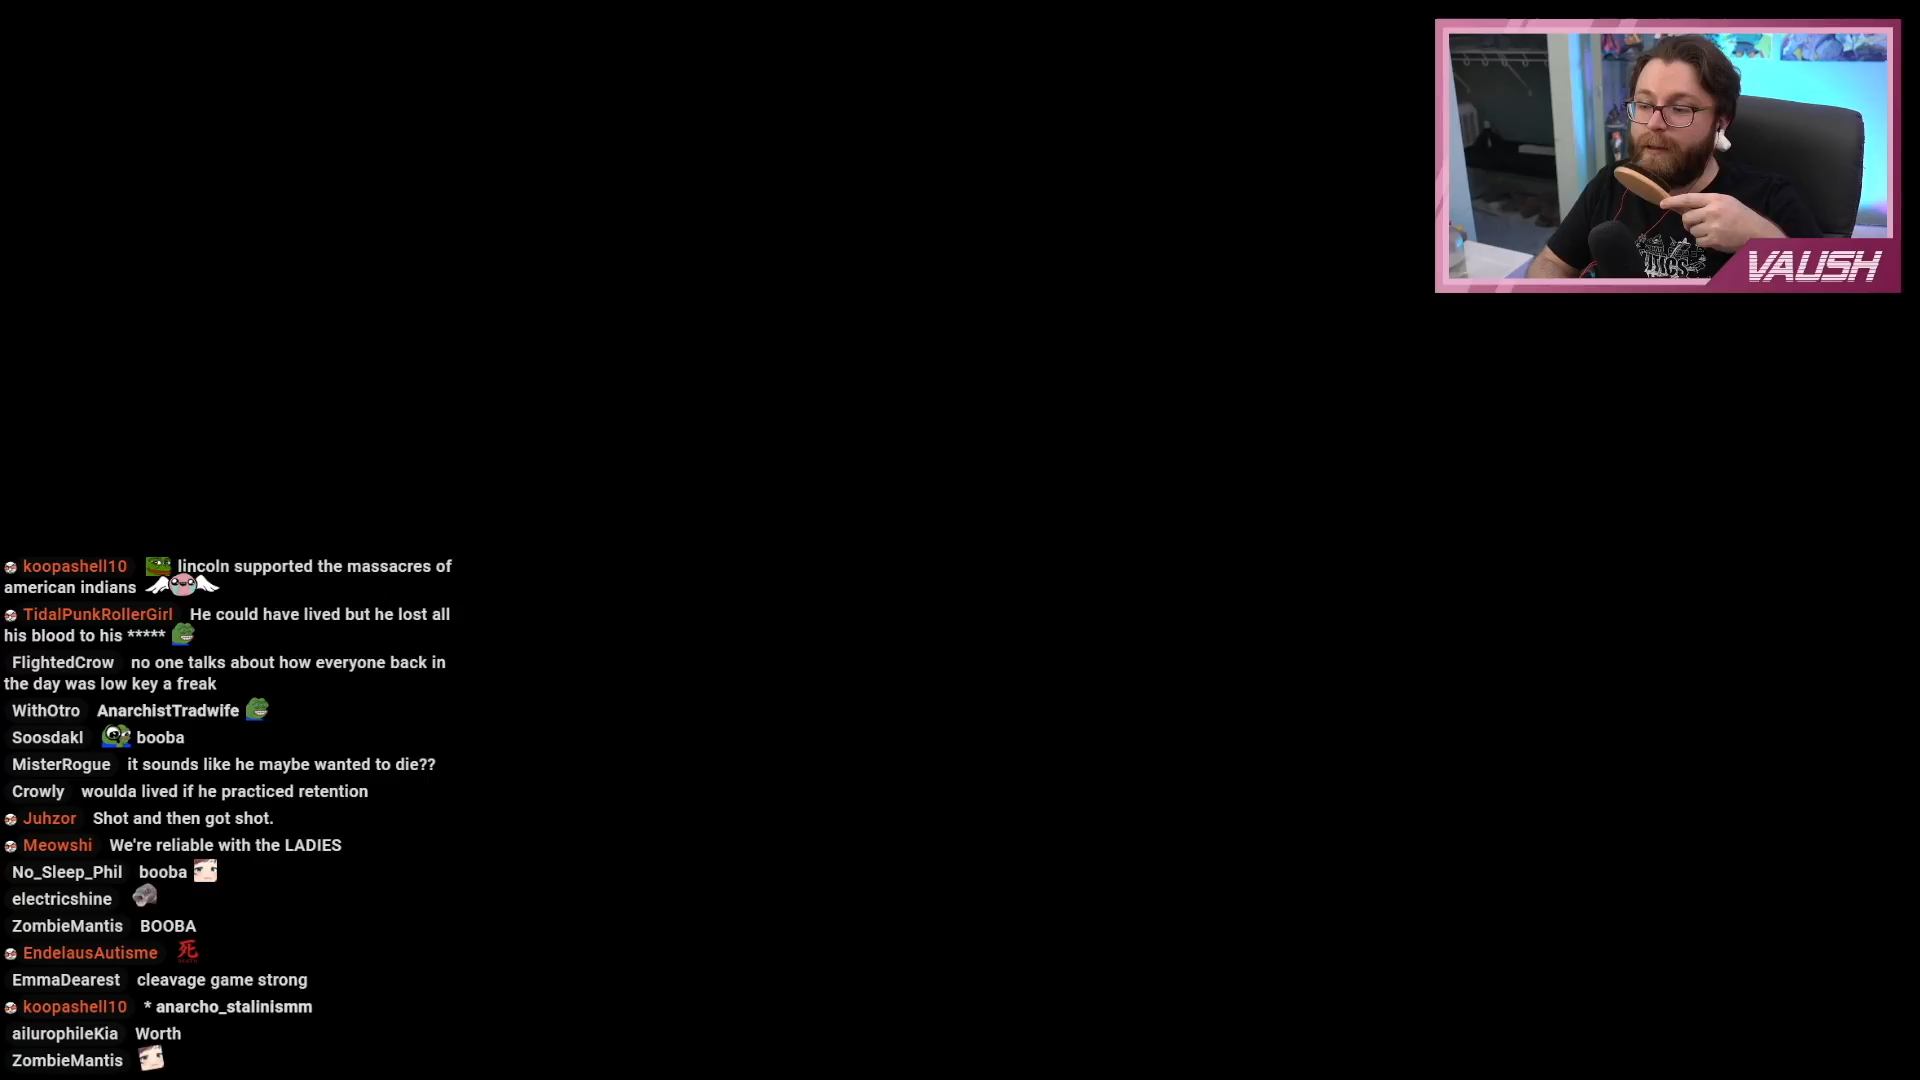 VAUSH
koopashell10 lincoln supported the massacres of
american indians
TidalPunkRollerGirl He could have lived but he lost all
his blood to his *****
FlightedCrow no one talks about how everyone back in
the day was low key a freak
WithOtro AnarchistTradwife
Soosdakl booba
MisterRogue it sounds like he maybe wanted to die??
Crowly woulda lived if he practiced retention
Juhzor Shot and then got shot.
Meowshi We're reliable with the LADIES
No_Sleep_Phil booba
electricshine
ZombieMantis BOOBA
EndelausAutisme 死
EmmaDearest cleavage game strong
koopashell10 * anarcho_stalinismm
ailurophileKia Worth
ZombieMantis